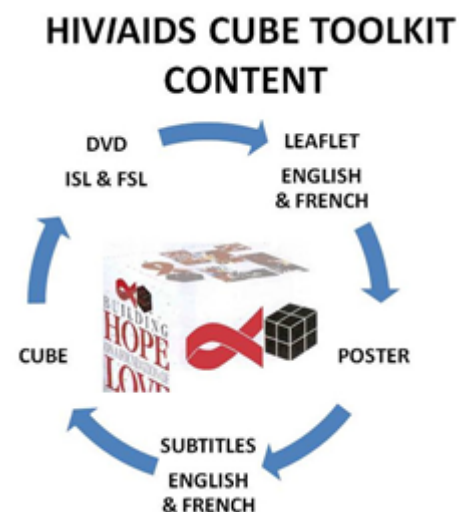 HIV/AIDS CUBE TOOLKIT
CONTENT
DVD
ISL & FSL
LEAFLET
ENGLISH
& FRENCH
CUBE
BUILDING
HOPE
LOVE
POSTER
SUBTITLES
ENGLISH
& FRENCH